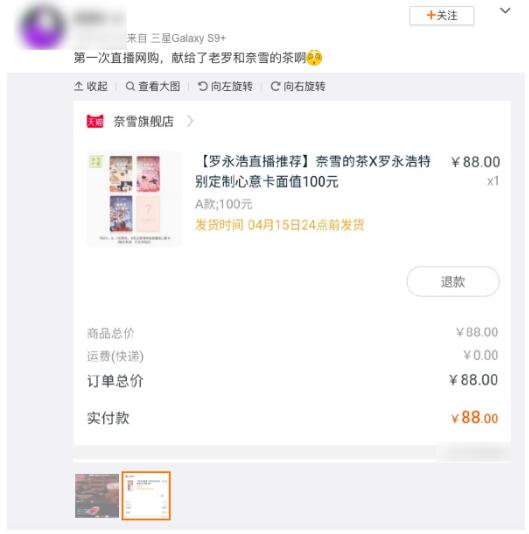 +关注
来自 三星Galaxy S9+
第一次直播网购，献给了老罗和奈雪的茶啊
收起
查看大图
向左旋转
向右旋转
天猫 奈雪旗舰店
【罗永浩直播推荐】奈雪的茶X罗永浩特 ￥88.00
别定制心意卡面值100元 x1
A款;100元
发货时间 04月15日24点前发货
退款
商品总价 ￥88.00
运费(快递) ￥0.00
订单总价 ￥88.00
实付款 ￥88.00